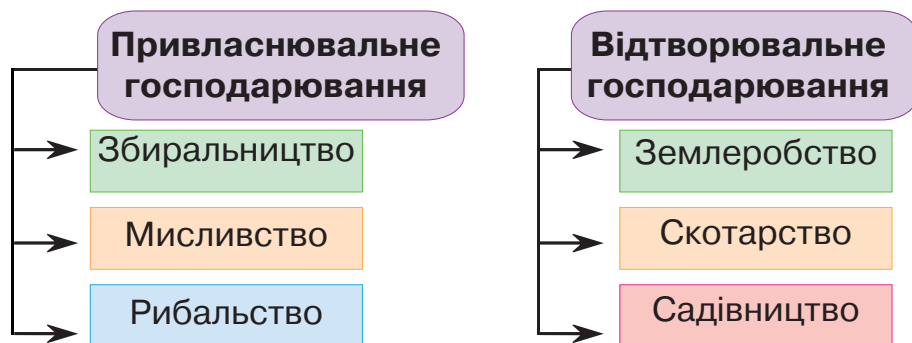 Привласнювальне
господарювання
Збиральництво
Мисливство
Рибальство
Відтворювальне
господарювання
Землеробство
Скотарство
Садівництво